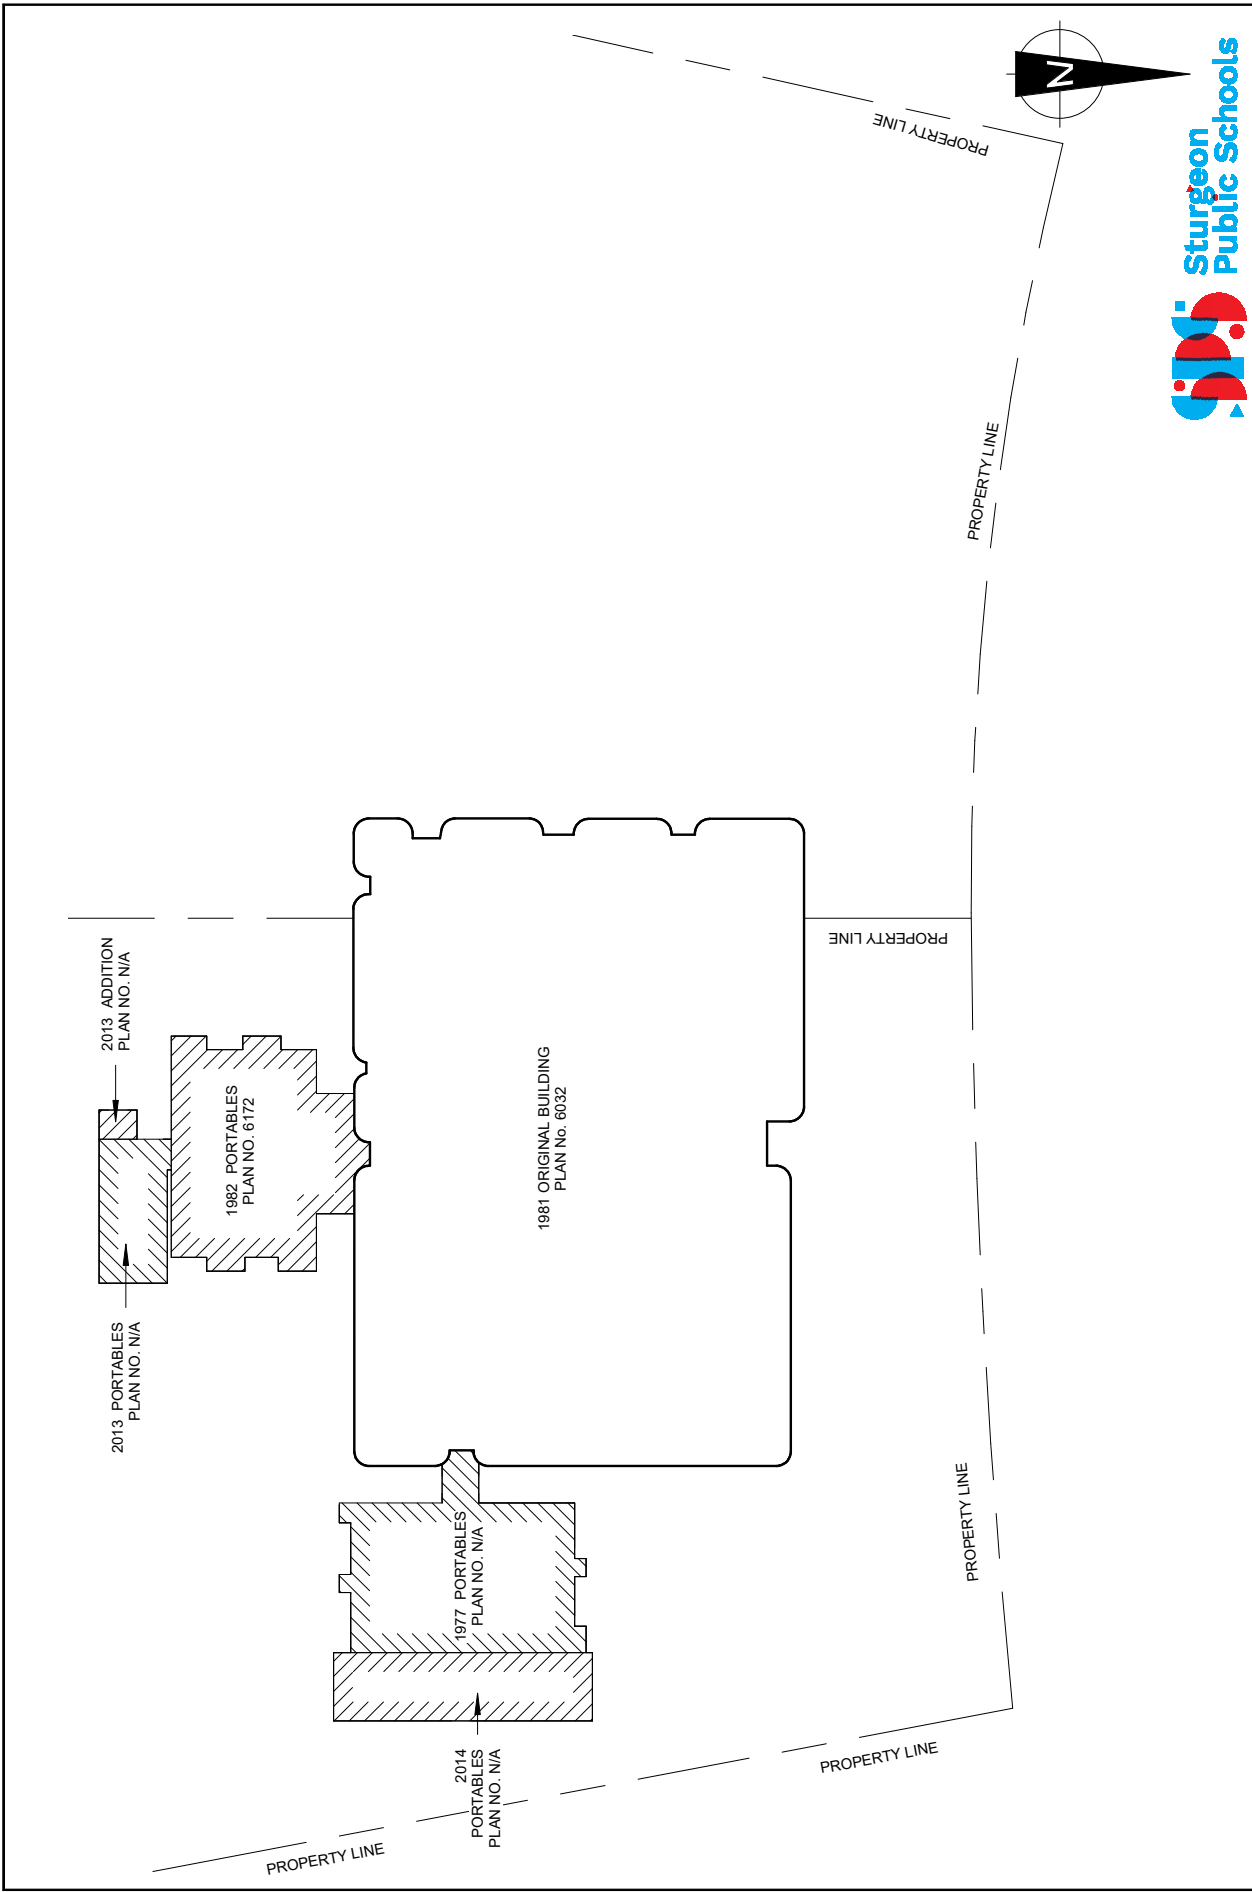 2013 ADDITION
PLAN NO. N/A
2013 PORTABLES
PLAN NO. N/A
1982 PORTABLES
PLAN NO. 6172
1981 ORIGINAL BUILDING
PLAN No. 6032
1977 PORTABLES
PLAN NO. N/A
2014
PORTABLES
PLAN NO. N/A
PROPERTY LINE
PROPERTY LINE
PROPERTY LINE
PROPERTY LINE
PROPERTY LINE
PROPERTY LINE
N
Sturgeon
Public Schools